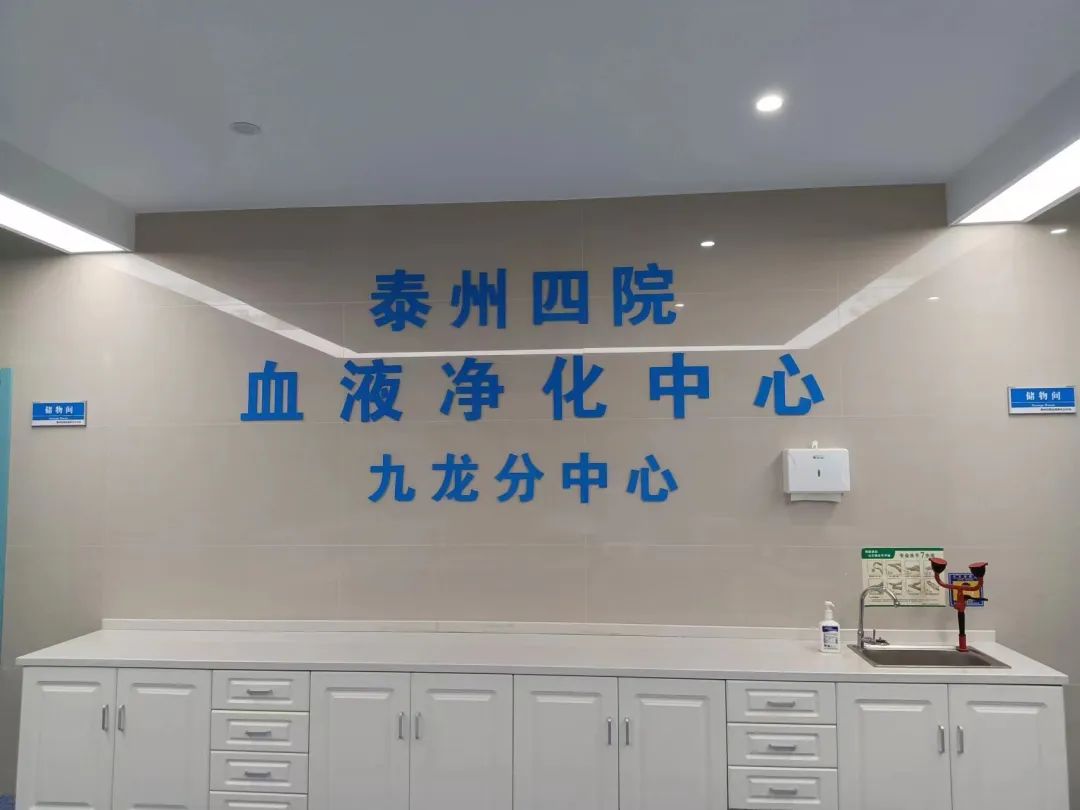 泰州四院
血液净化中心
九龙分中心
储物间
储物间